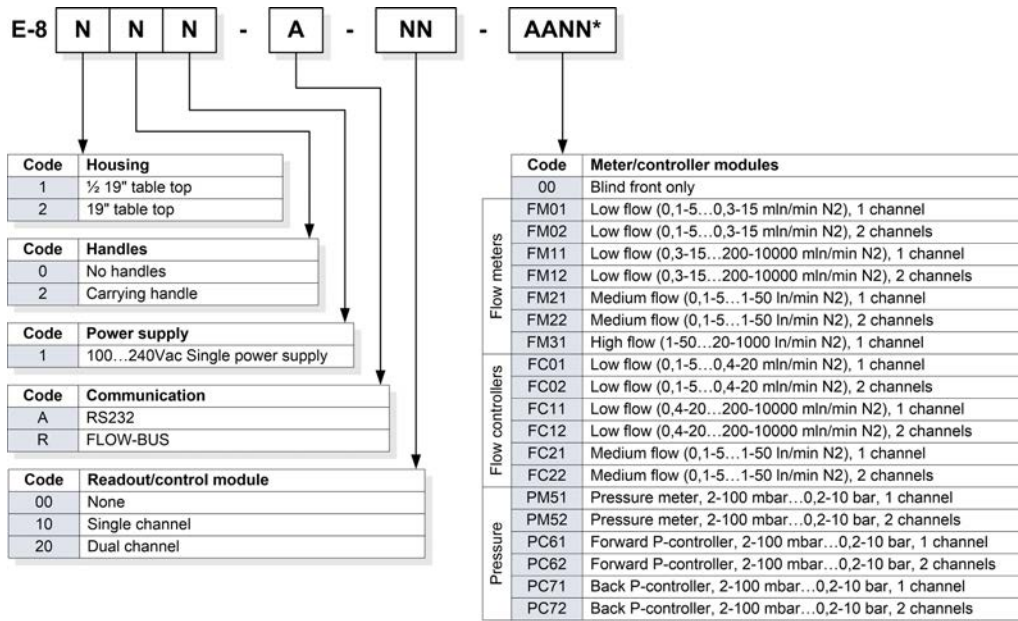 E-8 N N N - A - NN - AANN*
Code Housing
1 ½ 19" table top
2 19" table top
Code Handles
0 No handles
2 Carrying handle
Code Power supply
1 100…240Vac Single power supply
Code Communication
A RS232
R FLOW-BUS
Code Readout/control module
00 None
10 Single channel
20 Dual channel
Code Meter/controller modules
00 Blind front only
Flow meters
FM01 Low flow (0,1-5…0,3-15 mln/min N2), 1 channel
FM02 Low flow (0,1-5…0,3-15 mln/min N2), 2 channels
FM11 Low flow (0,3-15…200-10000 mln/min N2), 1 channel
FM12 Low flow (0,3-15…200-10000 mln/min N2), 2 channels
FM21 Medium flow (0,1-5…1-50 ln/min N2), 1 channel
FM22 Medium flow (0,1-5…1-50 ln/min N2), 2 channels
FM31 High flow (1-50…20-1000 ln/min N2), 1 channel
Flow controllers
FC01 Low flow (0,1-5…0,4-20 mln/min N2), 1 channel
FC02 Low flow (0,1-5…0,4-20 mln/min N2), 2 channels
FC11 Low flow (0,4-20…200-10000 mln/min N2), 1 channel
FC12 Low flow (0,4-20…200-10000 mln/min N2), 2 channels
FC21 Medium flow (0,1-5…1-50 ln/min N2), 1 channel
FC22 Medium flow (0,1-5…1-50 ln/min N2), 2 channels
Pressure
PM51 Pressure meter, 2-100 mbar…0,2-10 bar, 1 channel
PM52 Pressure meter, 2-100 mbar…0,2-10 bar, 2 channels
PC61 Forward P-controller, 2-100 mbar…0,2-10 bar, 1 channel
PC62 Forward P-controller, 2-100 mbar…0,2-10 bar, 2 channels
PC71 Back P-controller, 2-100 mbar…0,2-10 bar, 1 channel
PC72 Back P-controller, 2-100 mbar…0,2-10 bar, 2 channels